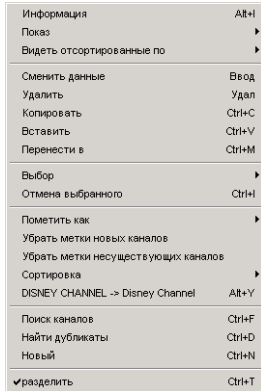 Информация Alt+I
Показ
Видеть отсортированные по
Сменить данные Ввод
Удалить Удал
Копировать Ctrl+C
Вставить Ctrl+V
Перенести в Ctrl+M
Выбор
Отмена выбранного Ctrl+I
Пометить как
Убрать метки новых каналов
Убрать метки несуществующих каналов
Сортировка
DISNEY CHANNEL -> Disney Channel Alt+Y
Поиск каналов Ctrl+F
Найти дубликаты Ctrl+D
Новый Ctrl+N
разделить Ctrl+T